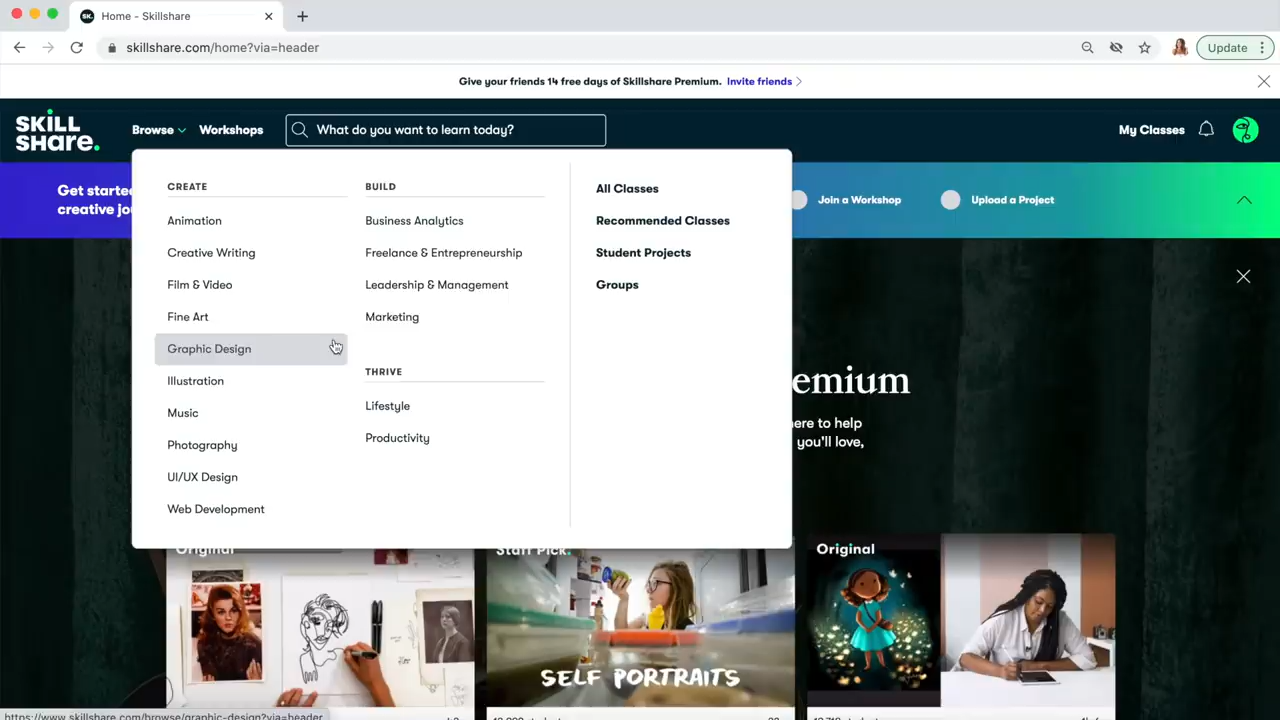 Home - Skillshare
skillshare.com/home?via=header
Update
Give your friends 14 free days of Skillshare Premium. Invite friends
SKILL
SHARE.
Browse
Workshops
What do you want to learn today?
My Classes
Get starte
creative jo
Join a Workshop
Upload a Project
CREATE
Animation
Creative Writing
Film & Video
Fine Art
Graphic Design
Illustration
Music
Photography
UI/UX Design
Web Development
BUILD
Business Analytics
Freelance & Entrepreneurship
Leadership & Management
Marketing
THRIVE
Lifestyle
Productivity
All Classes
Recommended Classes
Student Projects
Groups
emium
ere to help
you'll love,
Original
Staff Pick.
Original
SELF PORTRAITS
https://www.skillshare.com/browse/graphic-design?via=header